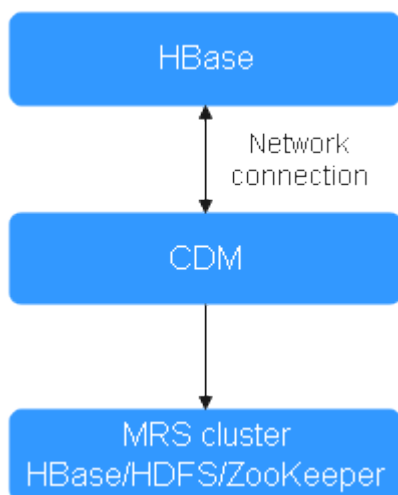 HBase
Network
connection
CDM
MRS cluster
HBase/HDFS/ZooKeeper